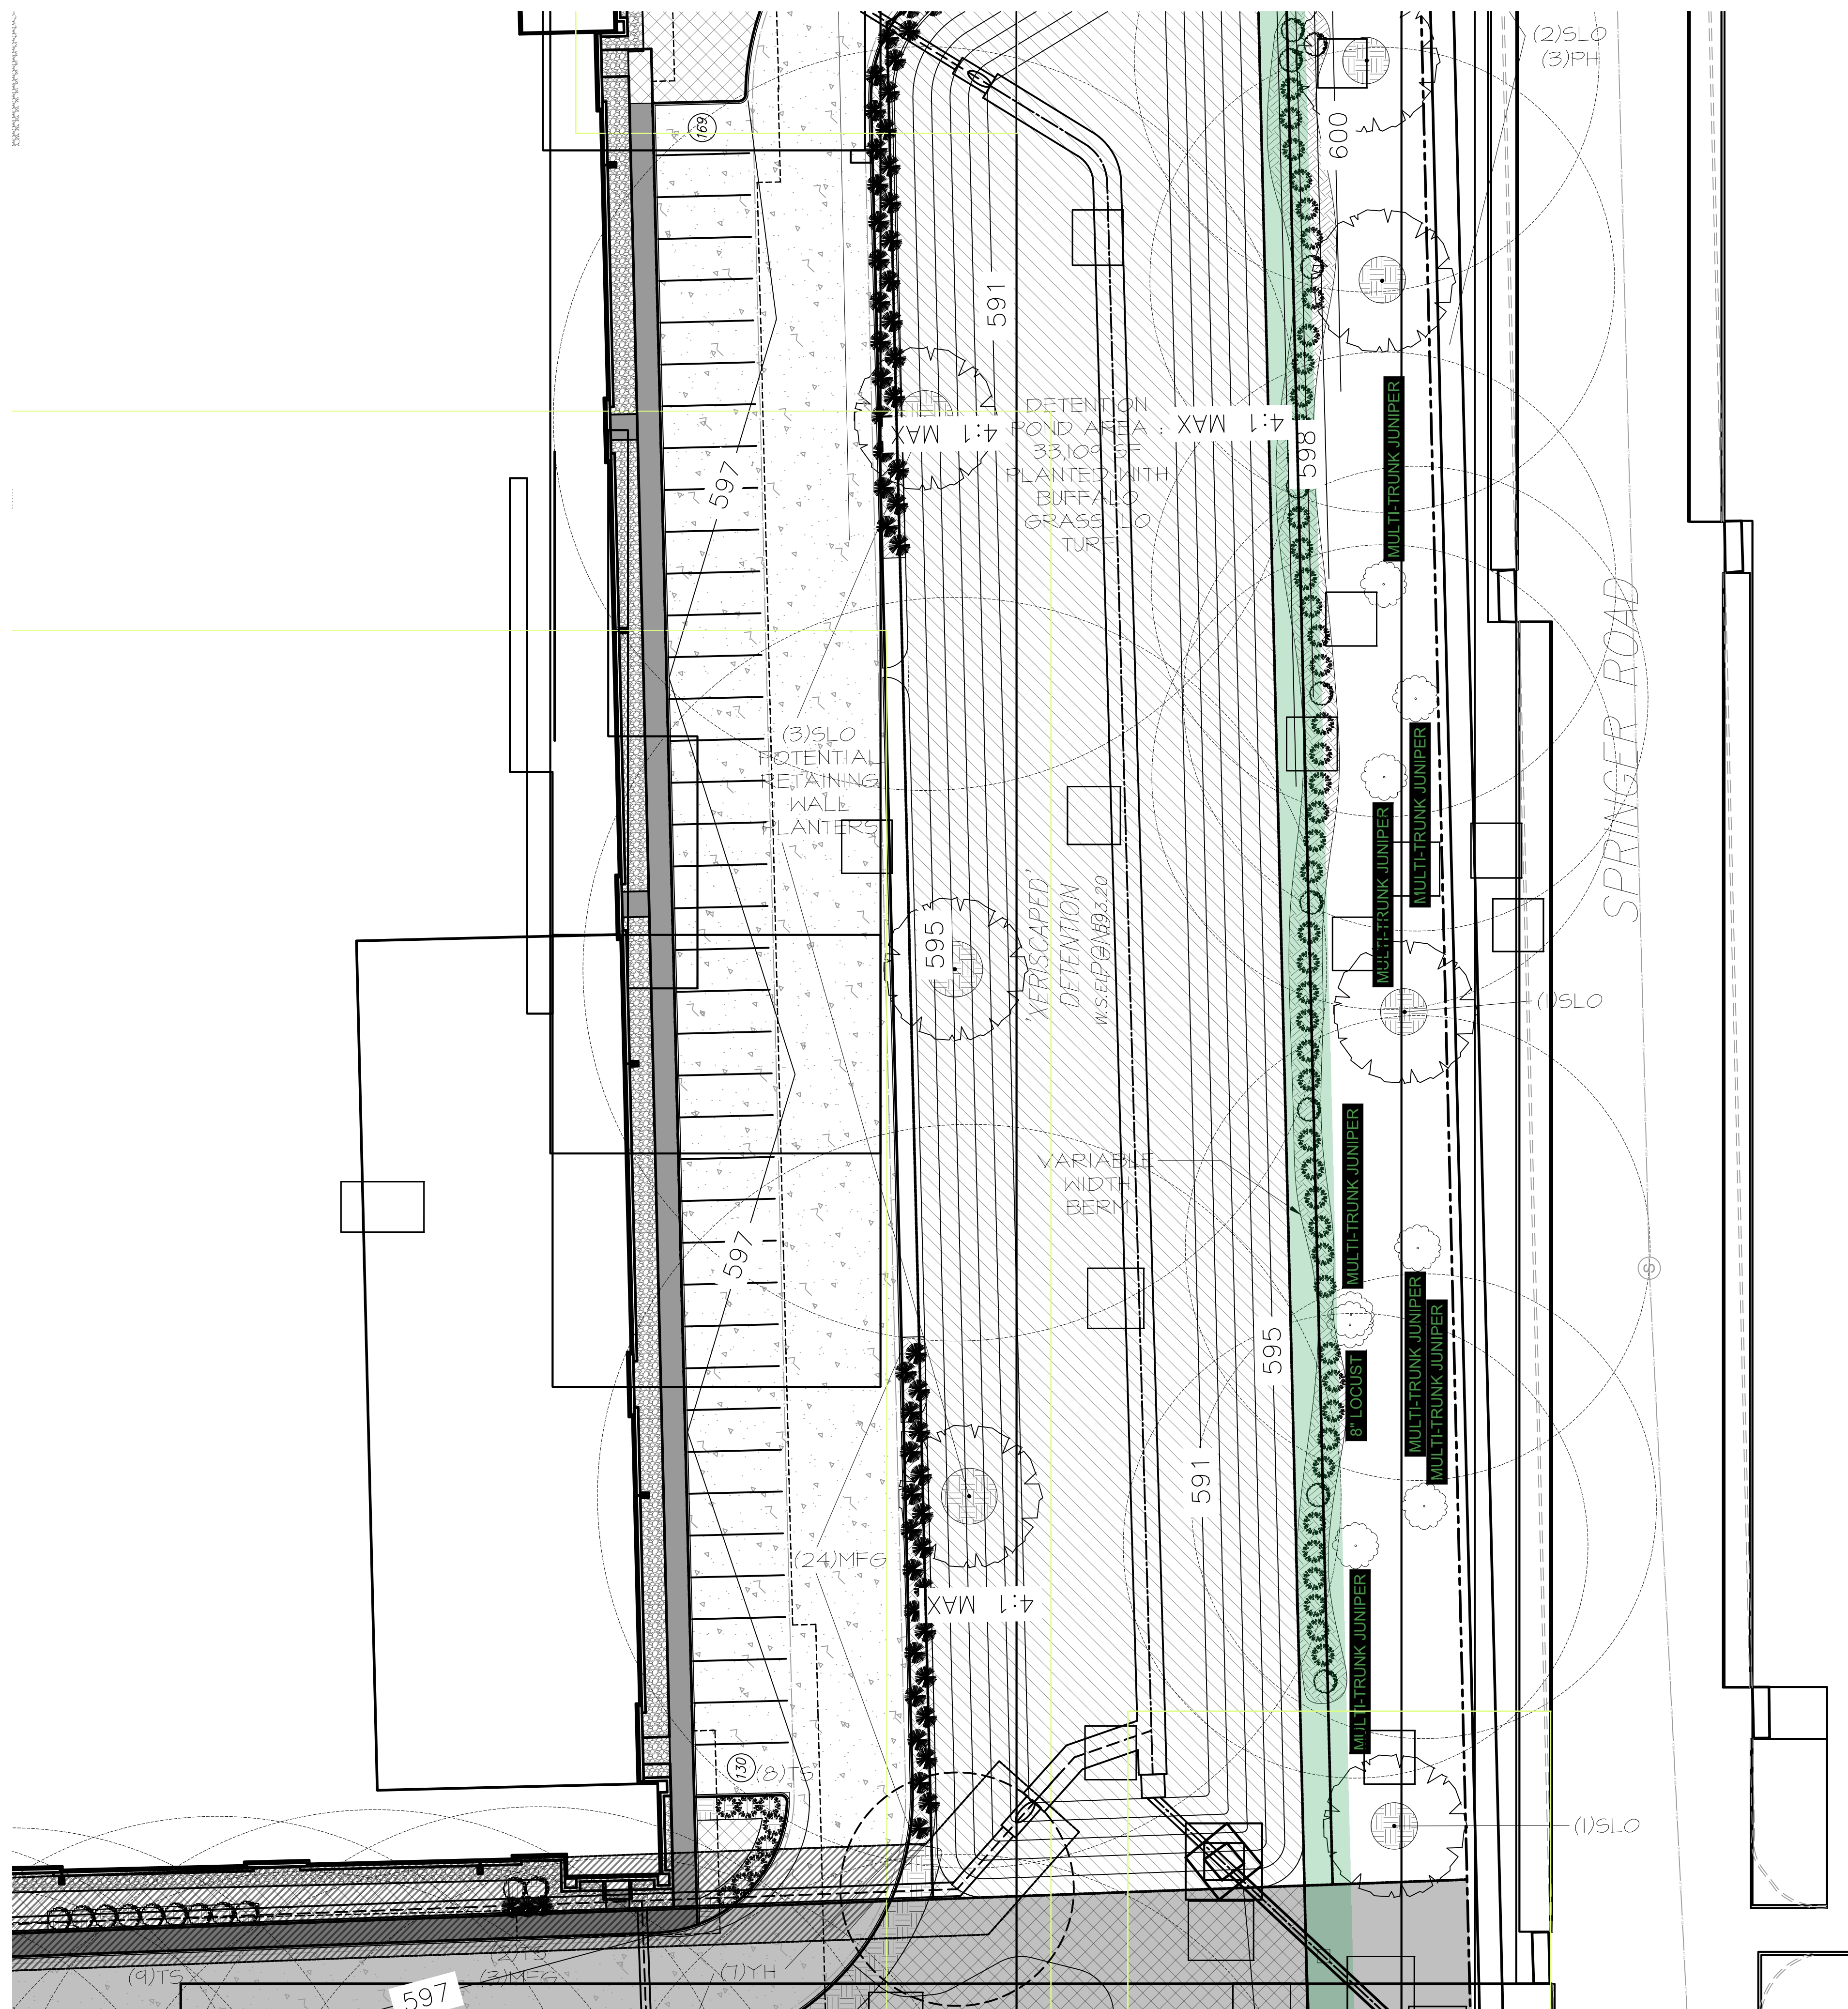 (2)SLO
(3)PH
169
600
591
DETENTION
POND AREA :
PLANTED WITH
BUFFALO
GRASS
TURF
4:1 MAX
4:1 MAX
598
597
MULTI-TRUNK JUNIPER
SPRINGER ROAD
(3)SLO
POTENTIAL
RETAINING
WALL
PLANTERS
MULTI-TRUNK JUNIPER
MULTI-TRUNK JUNIPER
'XERISCAPED'
DETENTION
595
(1)SLO
VARIABLE
WIDTH
BERM
MULTI-TRUNK JUNIPER
597
S
595
MULTI-TRUNK JUNIPER
MULTI-TRUNK JUNIPER
8" LOCUST
591
(24)MFG
4:1 MAX
MULTI-TRUNK JUNIPER
130
(8)TS
(1)SLO
(2)TS
(3)MFG
(9)TS
(7)YH
597